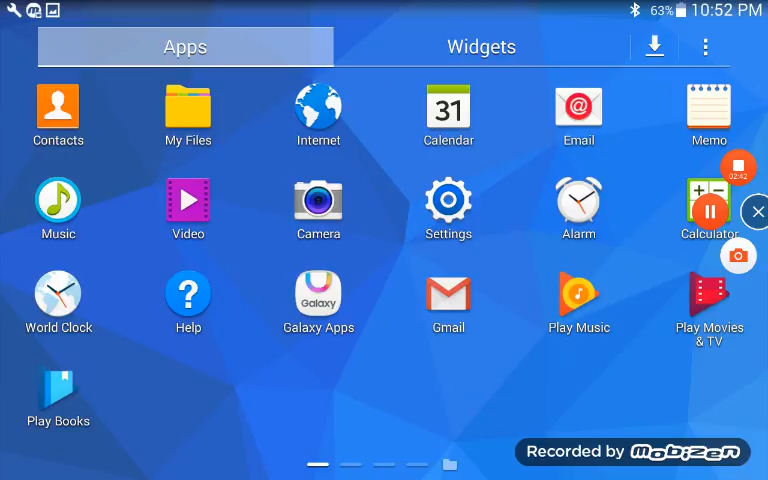 63% 10:52 PM
Apps Widgets
31
Contacts My Files Internet Calendar Email Memo
02:42
Music Video Camera Settings Alarm Calculator
Galaxy
World Clock Help Galaxy Apps Gmail Play Music Play Movies
& TV
Play Books
Recorded by Mobizen